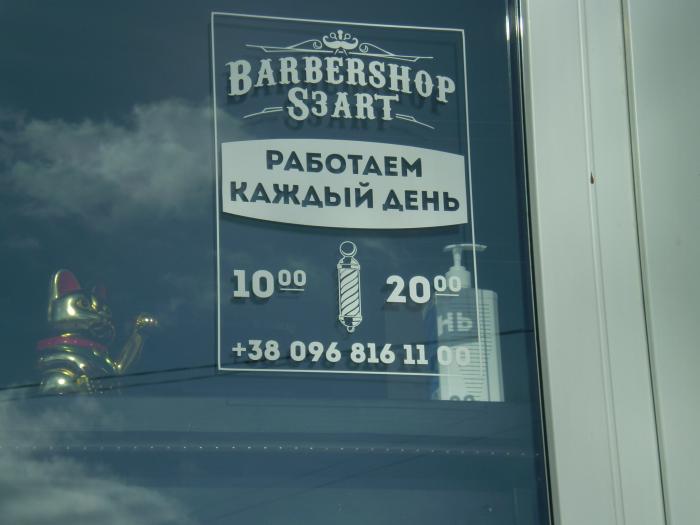 BARBERSHOP
S3ART
РАБОТАЕМ
КАЖДЫЙ ДЕНЬ
10⁰⁰ 20⁰⁰
+38 096 816 11 00